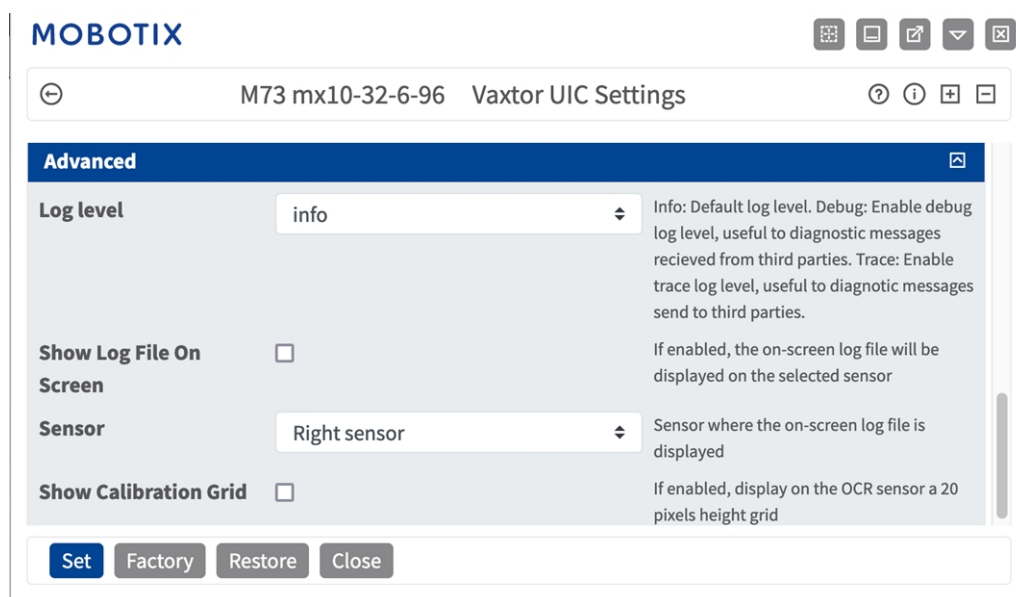 MOBOTIX
M73 mx10-32-6-96 Vaxtor UIC Settings
Advanced
Log level
info
Info: Default log level. Debug: Enable debug
log level, useful to diagnostic messages
recieved from third parties. Trace: Enable
trace log level, useful to diagnotic messages
send to third parties.
Show Log File On
Screen
If enabled, the on-screen log file will be
displayed on the selected sensor
Sensor
Right sensor
Sensor where the on-screen log file is
displayed
Show Calibration Grid
If enabled, display on the OCR sensor a 20
pixels height grid
Set Factory Restore Close